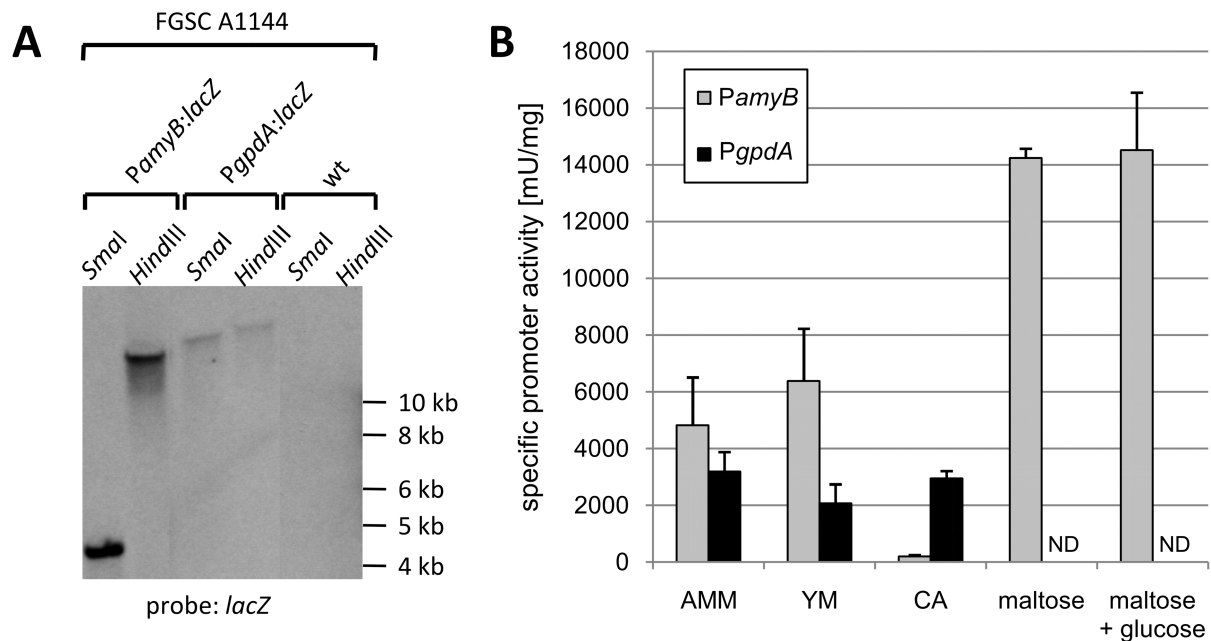 A
FGSC A1144
PamyB:lacZ
PgpdA:lacZ
wt
SmaI
HindIII
SmaI
HindIII
SmaI
HindIII
10 kb
8 kb
6 kb
5 kb
4 kb
probe: lacZ
B
specific promoter activity [mU/mg]
18000
16000
14000
12000
10000
8000
6000
4000
2000
0
PamyB
PgpdA
ND
ND
AMM
YM
CA
maltose
maltose
+ glucose